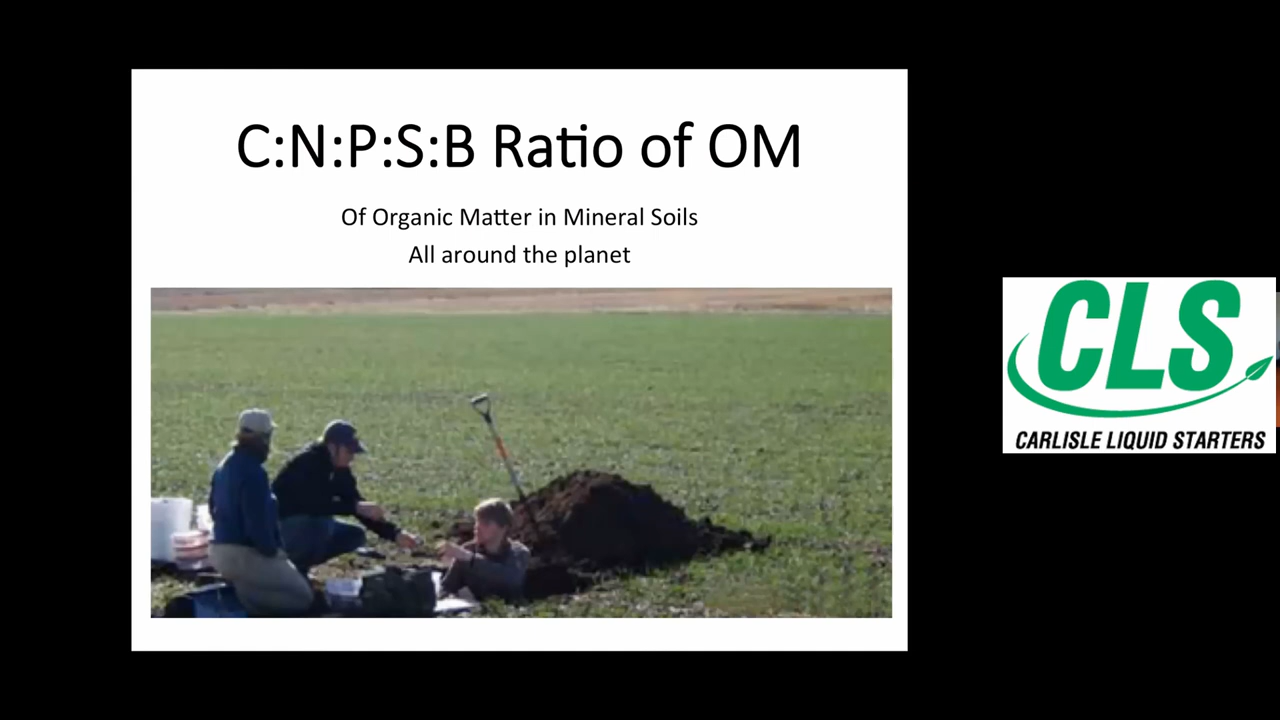 C:N:P:S:B Ratio of OM
Of Organic Matter in Mineral Soils
All around the planet
CLS
CARLISLE LIQUID STARTERS